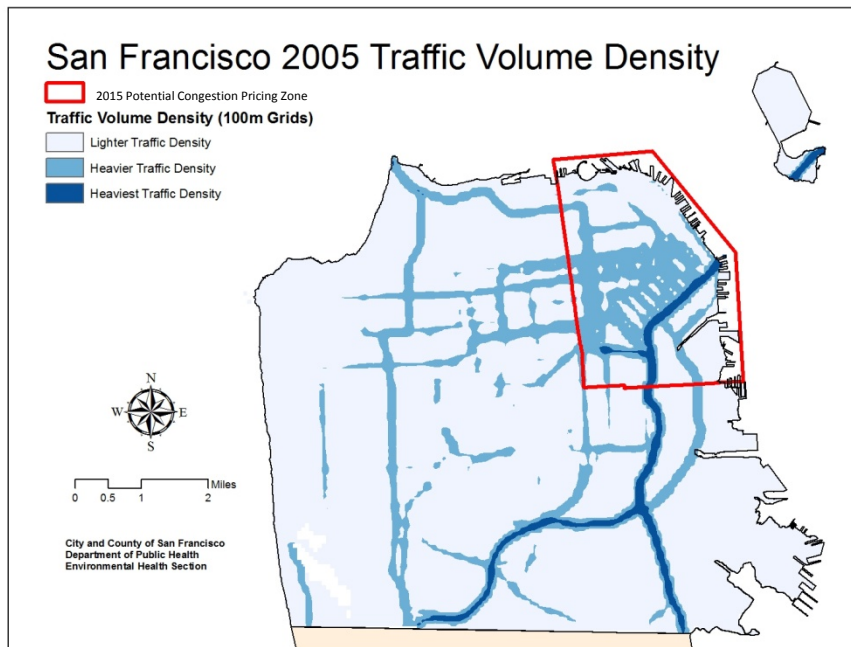 San Francisco 2005 Traffic Volume Density
2015 Potential Congestion Pricing Zone
Traffic Volume Density (100m Grids)
Lighter Traffic Density
Heavier Traffic Density
Heaviest Traffic Density
N
W E
S
Miles
0 0.5 1 2
City and County of San Francisco
Department of Public Health
Environmental Health Section